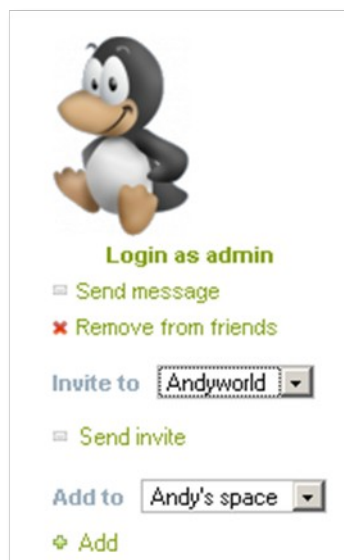 Login as admin
Send message
Remove from friends
Invite to Andyworld
Send invite
Add to Andy's space
Add